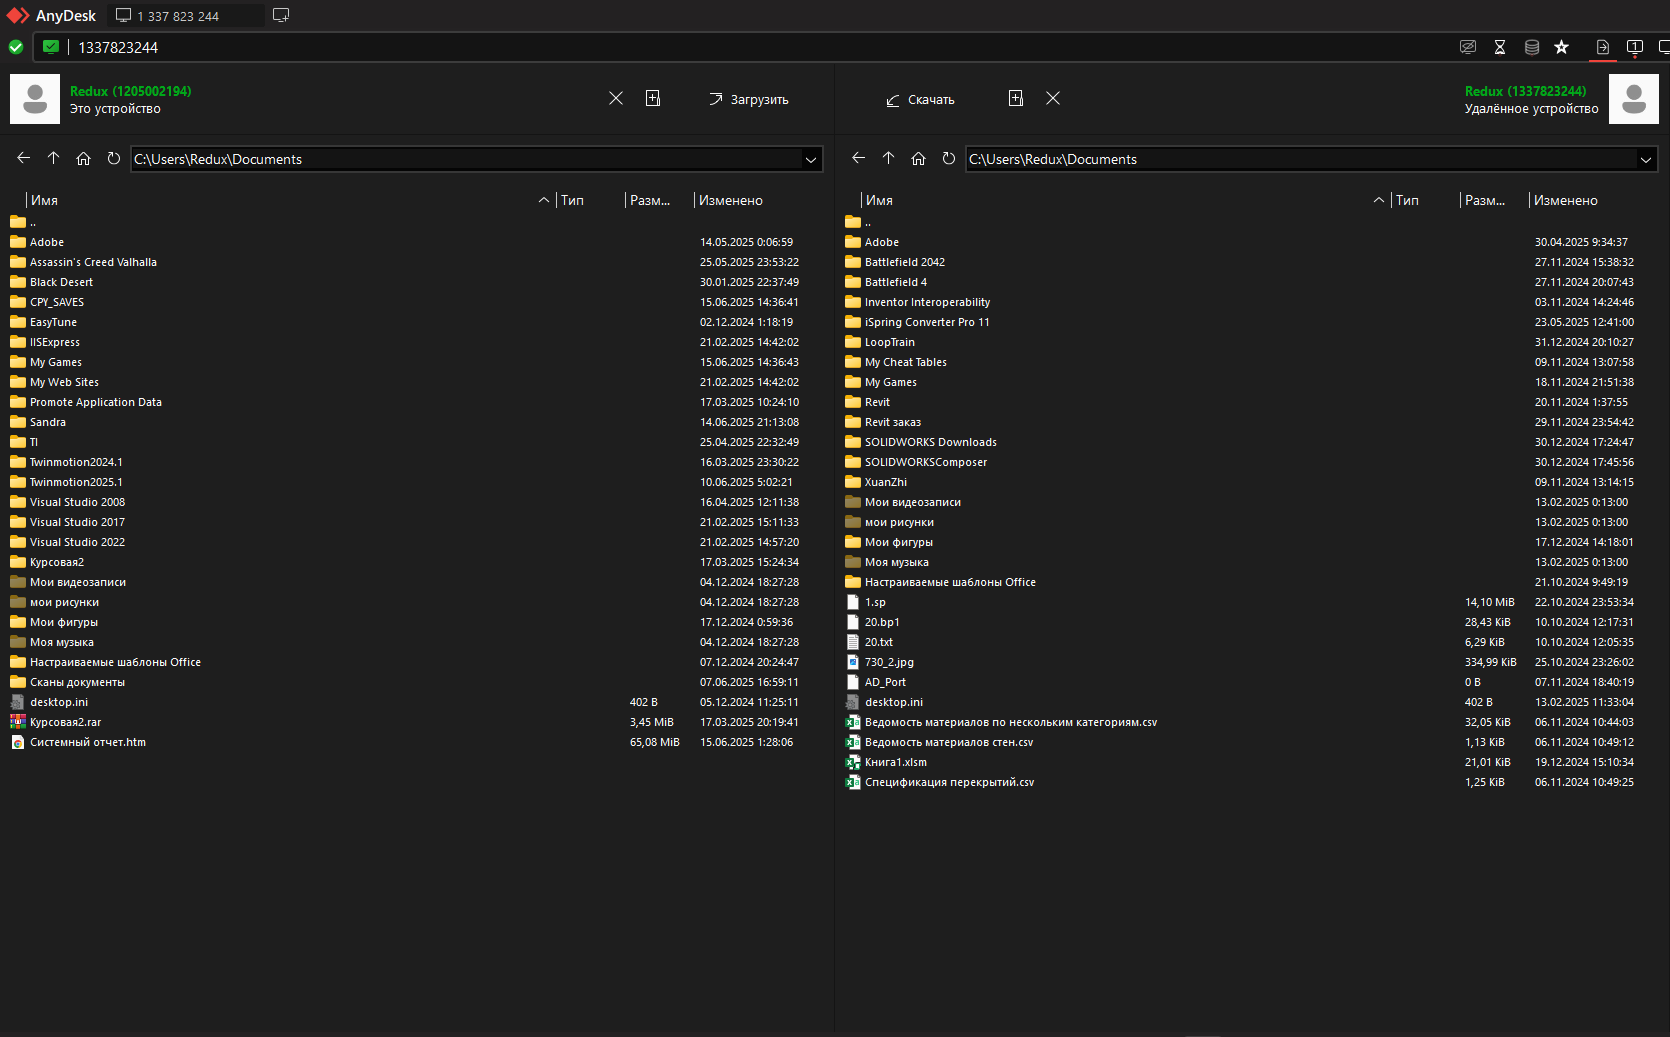 AnyDesk
1 337 823 244
1337823244
1
Redux (1205002194)
Это устройство
Загрузить
Скачать
Redux (1337823244)
Удалённое устройство
C:\Users\Redux\Documents
Имя Тип Разм... Изменено
..
Adobe 14.05.2025 0:06:59
Assassin's Creed Valhalla 25.05.2025 23:53:22
Black Desert 30.01.2025 22:37:49
CPY_SAVES 15.06.2025 14:36:41
EasyTune 02.12.2024 1:18:19
IISExpress 21.02.2025 14:42:02
My Games 15.06.2025 14:36:43
My Web Sites 21.02.2025 14:42:02
Promote Application Data 17.03.2025 10:24:10
Sandra 14.06.2025 21:13:08
TI 25.04.2025 22:32:49
Twinmotion2024.1 16.03.2025 23:30:22
Twinmotion2025.1 10.06.2025 5:02:21
Visual Studio 2008 16.04.2025 12:11:38
Visual Studio 2017 21.02.2025 15:11:33
Visual Studio 2022 21.02.2025 14:57:20
Курсовая2 17.03.2025 15:24:34
Мои видеозаписи 04.12.2024 18:27:28
мои рисунки 04.12.2024 18:27:28
Мои фигуры 17.12.2024 0:59:36
Моя музыка 04.12.2024 18:27:28
Настраиваемые шаблоны Office 07.12.2024 20:24:47
Сканы документы 07.06.2025 16:59:11
desktop.ini 402 B 05.12.2024 11:25:11
Курсовая2.rar 3,45 MiB 17.03.2025 20:19:41
Системный отчет.htm 65,08 MiB 15.06.2025 1:28:06
C:\Users\Redux\Documents
Имя Тип Разм... Изменено
..
Adobe 30.04.2025 9:34:37
Battlefield 2042 27.11.2024 15:38:32
Battlefield 4 27.11.2024 20:07:43
Inventor Interoperability 03.11.2024 14:24:46
iSpring Converter Pro 11 23.05.2025 12:41:00
LoopTrain 31.12.2024 20:10:27
My Cheat Tables 09.11.2024 13:07:58
My Games 18.11.2024 21:51:38
Revit 20.11.2024 1:37:55
Revit заказ 29.11.2024 23:54:42
SOLIDWORKS Downloads 30.12.2024 17:24:47
SOLIDWORKSComposer 30.12.2024 17:45:56
XuanZhi 09.11.2024 13:14:15
Мои видеозаписи 13.02.2025 0:13:00
мои рисунки 13.02.2025 0:13:00
Мои фигуры 17.12.2024 14:18:01
Моя музыка 13.02.2025 0:13:00
Настраиваемые шаблоны Office 21.10.2024 9:49:19
1.sp 14,10 MiB 22.10.2024 23:53:34
20.bp1 28,43 KiB 10.10.2024 12:17:31
20.txt 6,29 KiB 10.10.2024 12:05:35
730_2.jpg 334,99 KiB 25.10.2024 23:26:02
AD_Port 0 B 07.11.2024 18:40:19
desktop.ini 402 B 13.02.2025 11:33:04
Ведомость материалов по нескольким категориям.csv 32,05 KiB 06.11.2024 10:44:03
Ведомость материалов стен.csv 1,13 KiB 06.11.2024 10:49:12
Книга1.xlsm 21,01 KiB 19.12.2024 15:10:34
Спецификация перекрытий.csv 1,25 KiB 06.11.2024 10:49:25